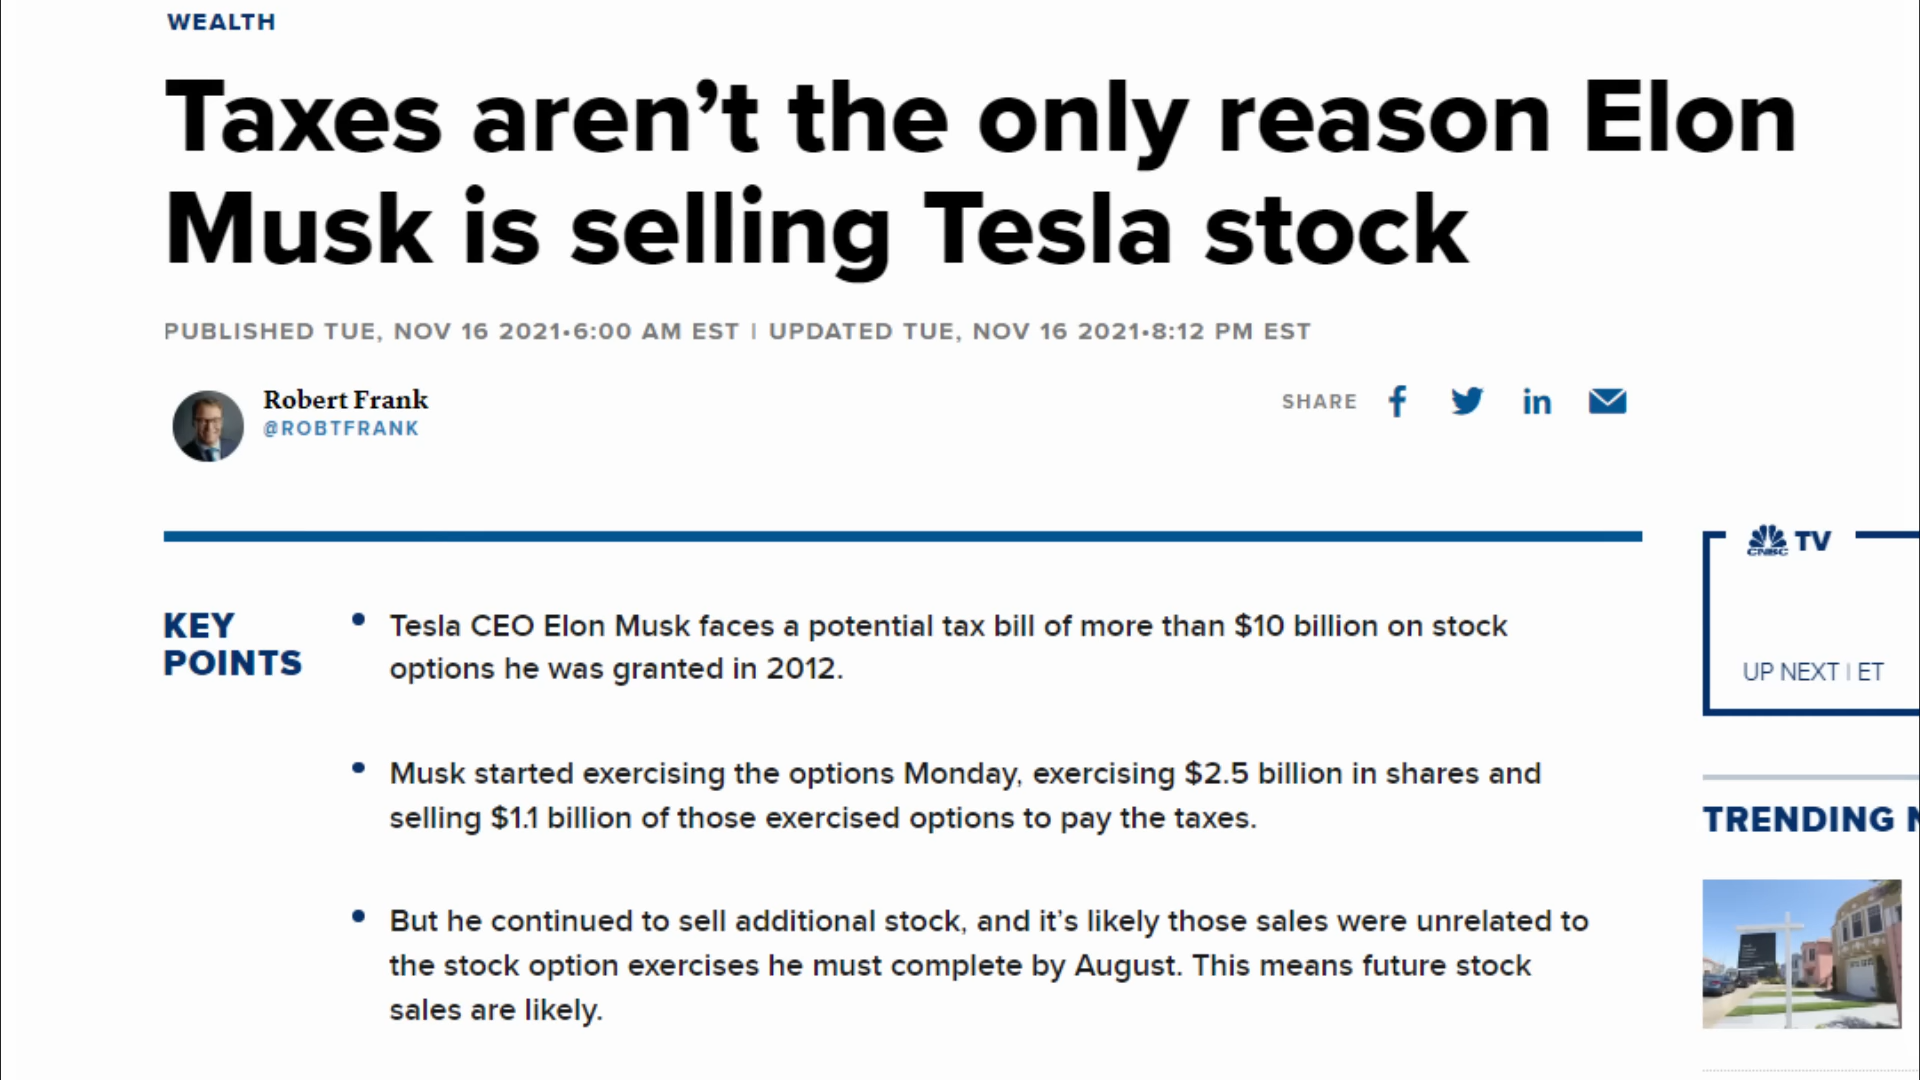 WEALTH
Taxes aren’t the only reason Elon
Musk is selling Tesla stock
PUBLISHED TUE, NOV 16 2021•6:00 AM EST | UPDATED TUE, NOV 16 2021•8:12 PM EST
Robert Frank
@ROBTFRANK
SHARE
KEY
POINTS
Tesla CEO Elon Musk faces a potential tax bill of more than $10 billion on stock
options he was granted in 2012.
Musk started exercising the options Monday, exercising $2.5 billion in shares and
selling $1.1 billion of those exercised options to pay the taxes.
But he continued to sell additional stock, and it’s likely those sales were unrelated to
the stock option exercises he must complete by August. This means future stock
sales are likely.
CNBC TV
UP NEXT | ET
TRENDING N